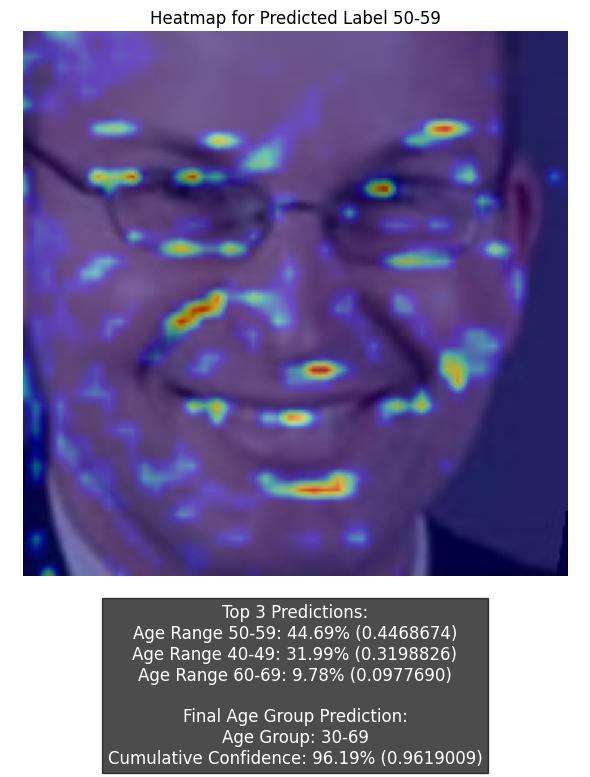 Heatmap for Predicted Label 50-59
Top 3 Predictions:
Age Range 50-59: 44.69% (0.4468674)
Age Range 40-49: 31.99% (0.3198826)
Age Range 60-69: 9.78% (0.0977690)
Final Age Group Prediction:
Age Group: 30-69
Cumulative Confidence: 96.19% (0.9619009)